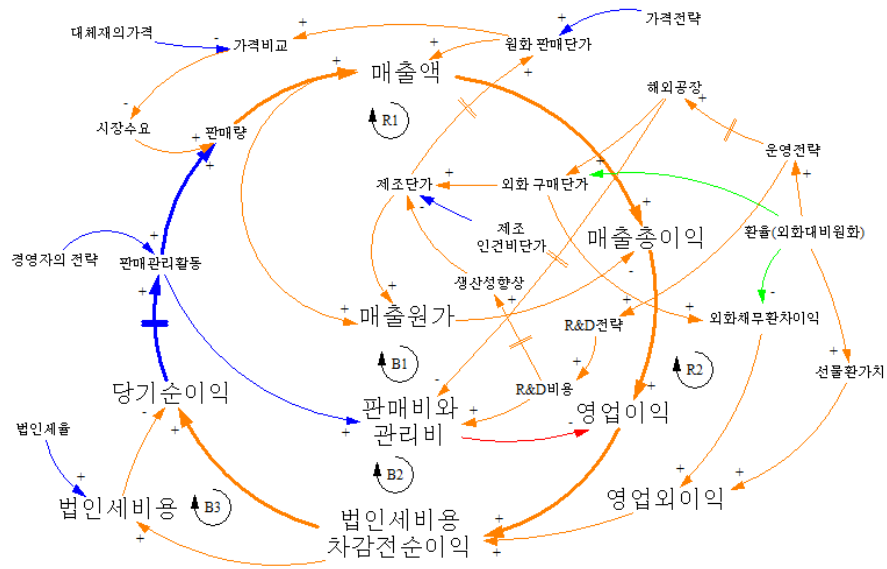 대체재의가격
가격비교
원화 판매단가
가격전략
매출액
해외공장
R1
시장수요
판매량
운영전략
제조단가
외화 구매단가
제조
인건비단가
매출총이익
환율(외화대비원화)
경영자의 전략
판매관리활동
생산성향상
매출원가
R&D전략
외화채무환차이익
B1
R2
선물환가치
당기순이익
R&D비용
판매비와
관리비
영업이익
법인세율
B2
법인세비용
B3
영업외이익
법인세비용
차감전순이익